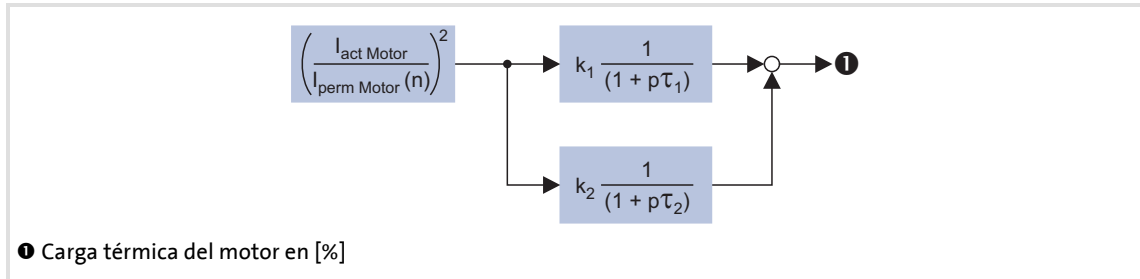 (I_act Motor / I_perm Motor (n))²
k₁ 1 / (1 + pτ₁)
❶
k₂ 1 / (1 + pτ₂)
❶ Carga térmica del motor en [%]